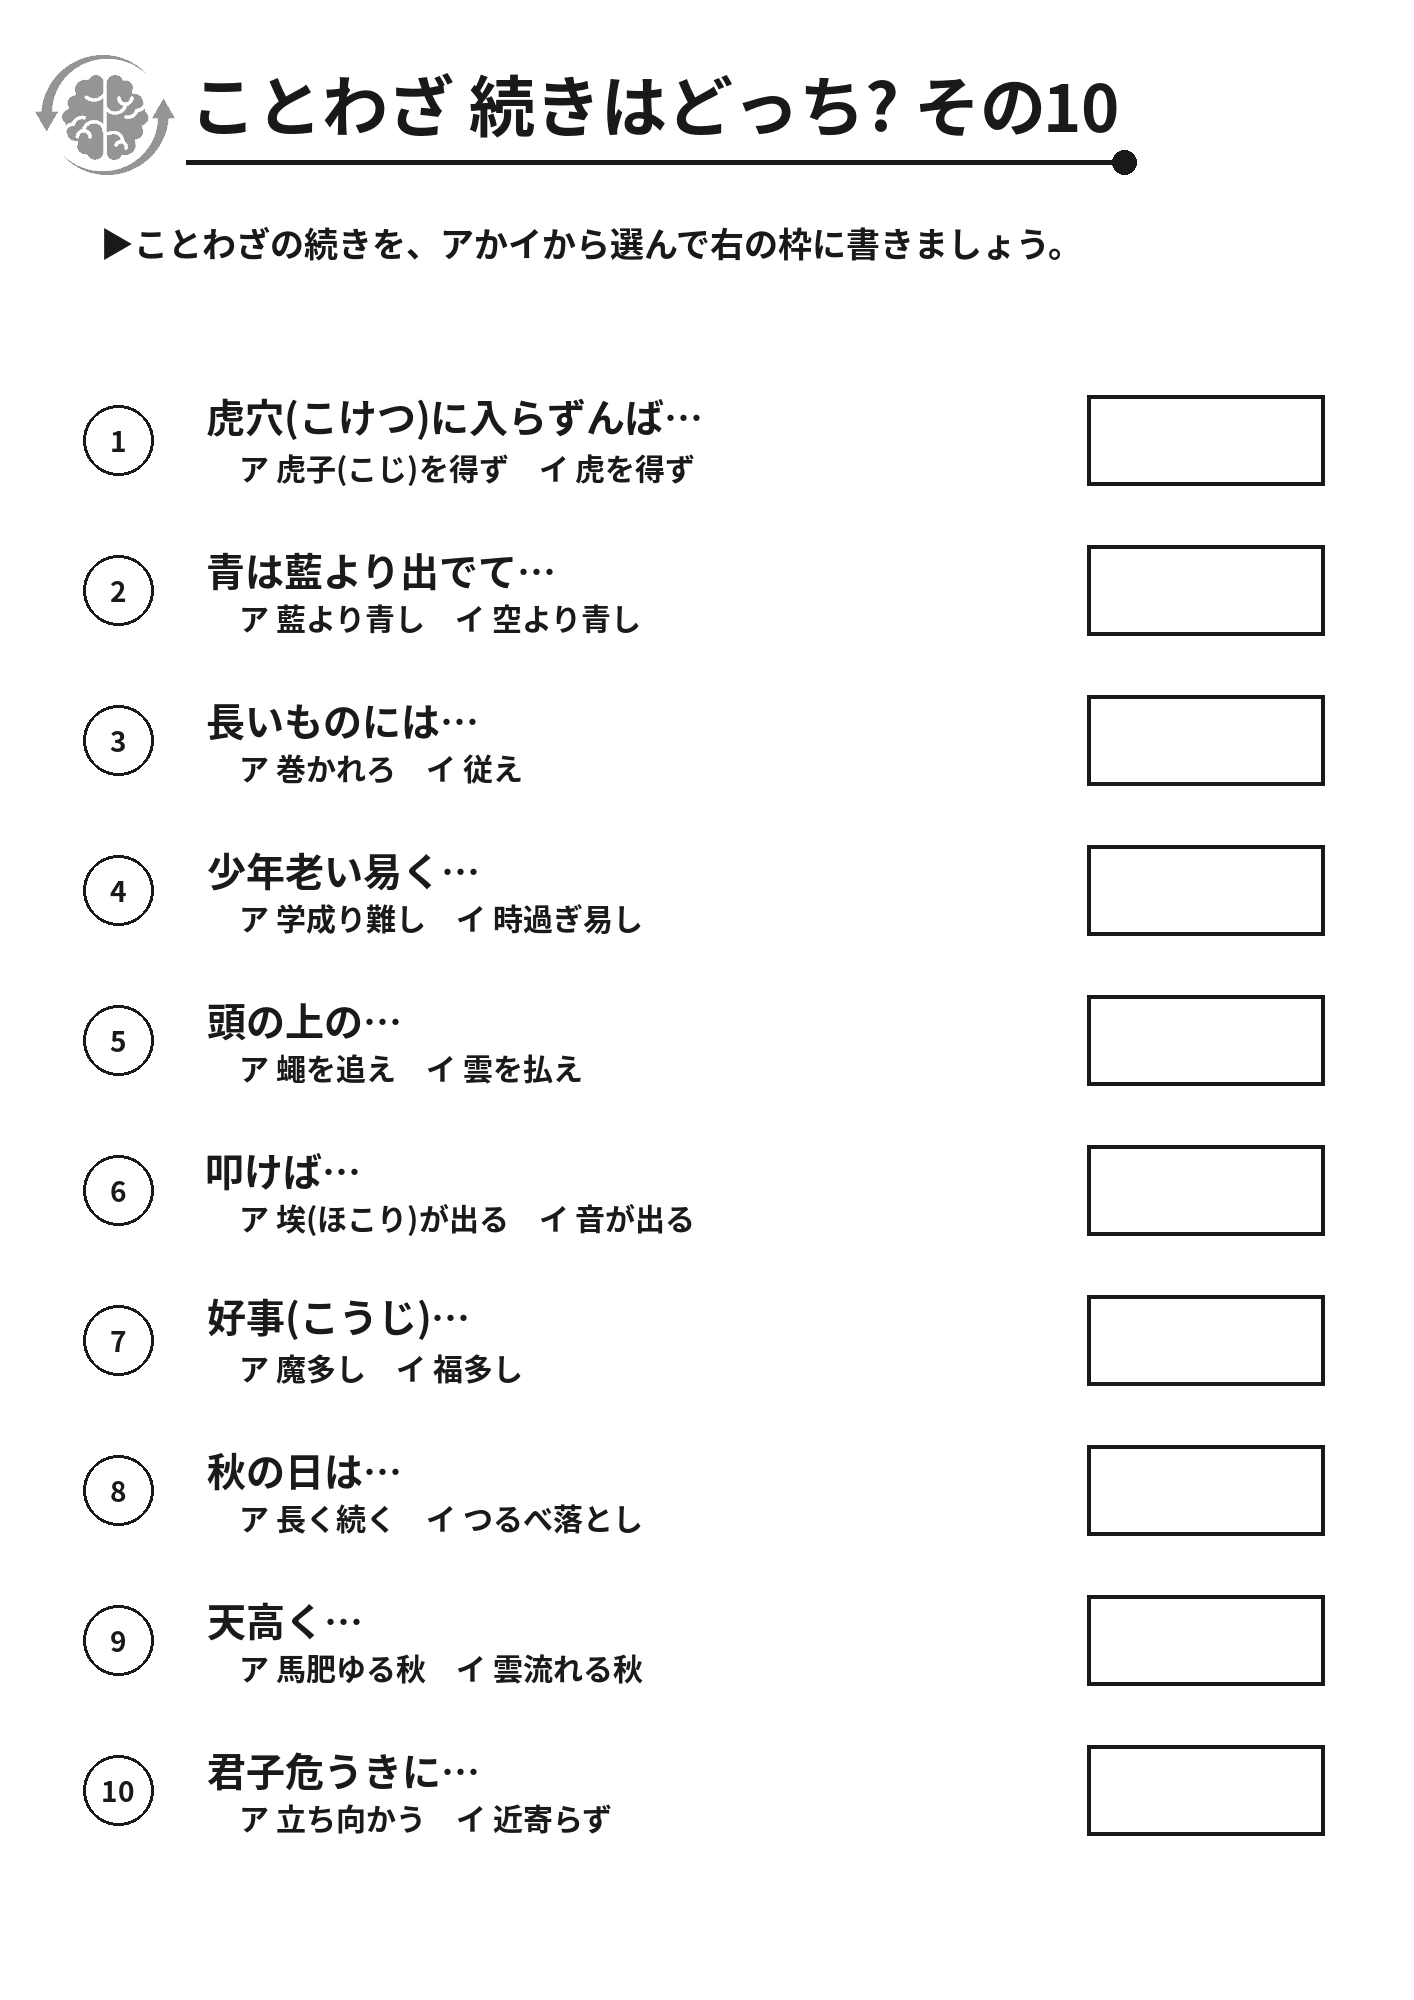 ことわざ 続きはどっち? その10
▶ことわざの続きを、アかイから選んで右の枠に書きましょう。
1 虎穴(こけつ)に入らずんば…
ア 虎子(こじ)を得ず　イ 虎を得ず
2 青は藍より出でて…
ア 藍より青し　イ 空より青し
3 長いものには…
ア 巻かれろ　イ 従え
4 少年老い易く…
ア 学成り難し　イ 時過ぎ易し
5 頭の上の…
ア 蠅を追え　イ 雲を払え
6 叩けば…
ア 埃(ほこり)が出る　イ 音が出る
7 好事(こうじ)…
ア 魔多し　イ 福多し
8 秋の日は…
ア 長く続く　イ つるべ落とし
9 天高く…
ア 馬肥ゆる秋　イ 雲流れる秋
10 君子危うきに…
ア 立ち向かう　イ 近寄らず